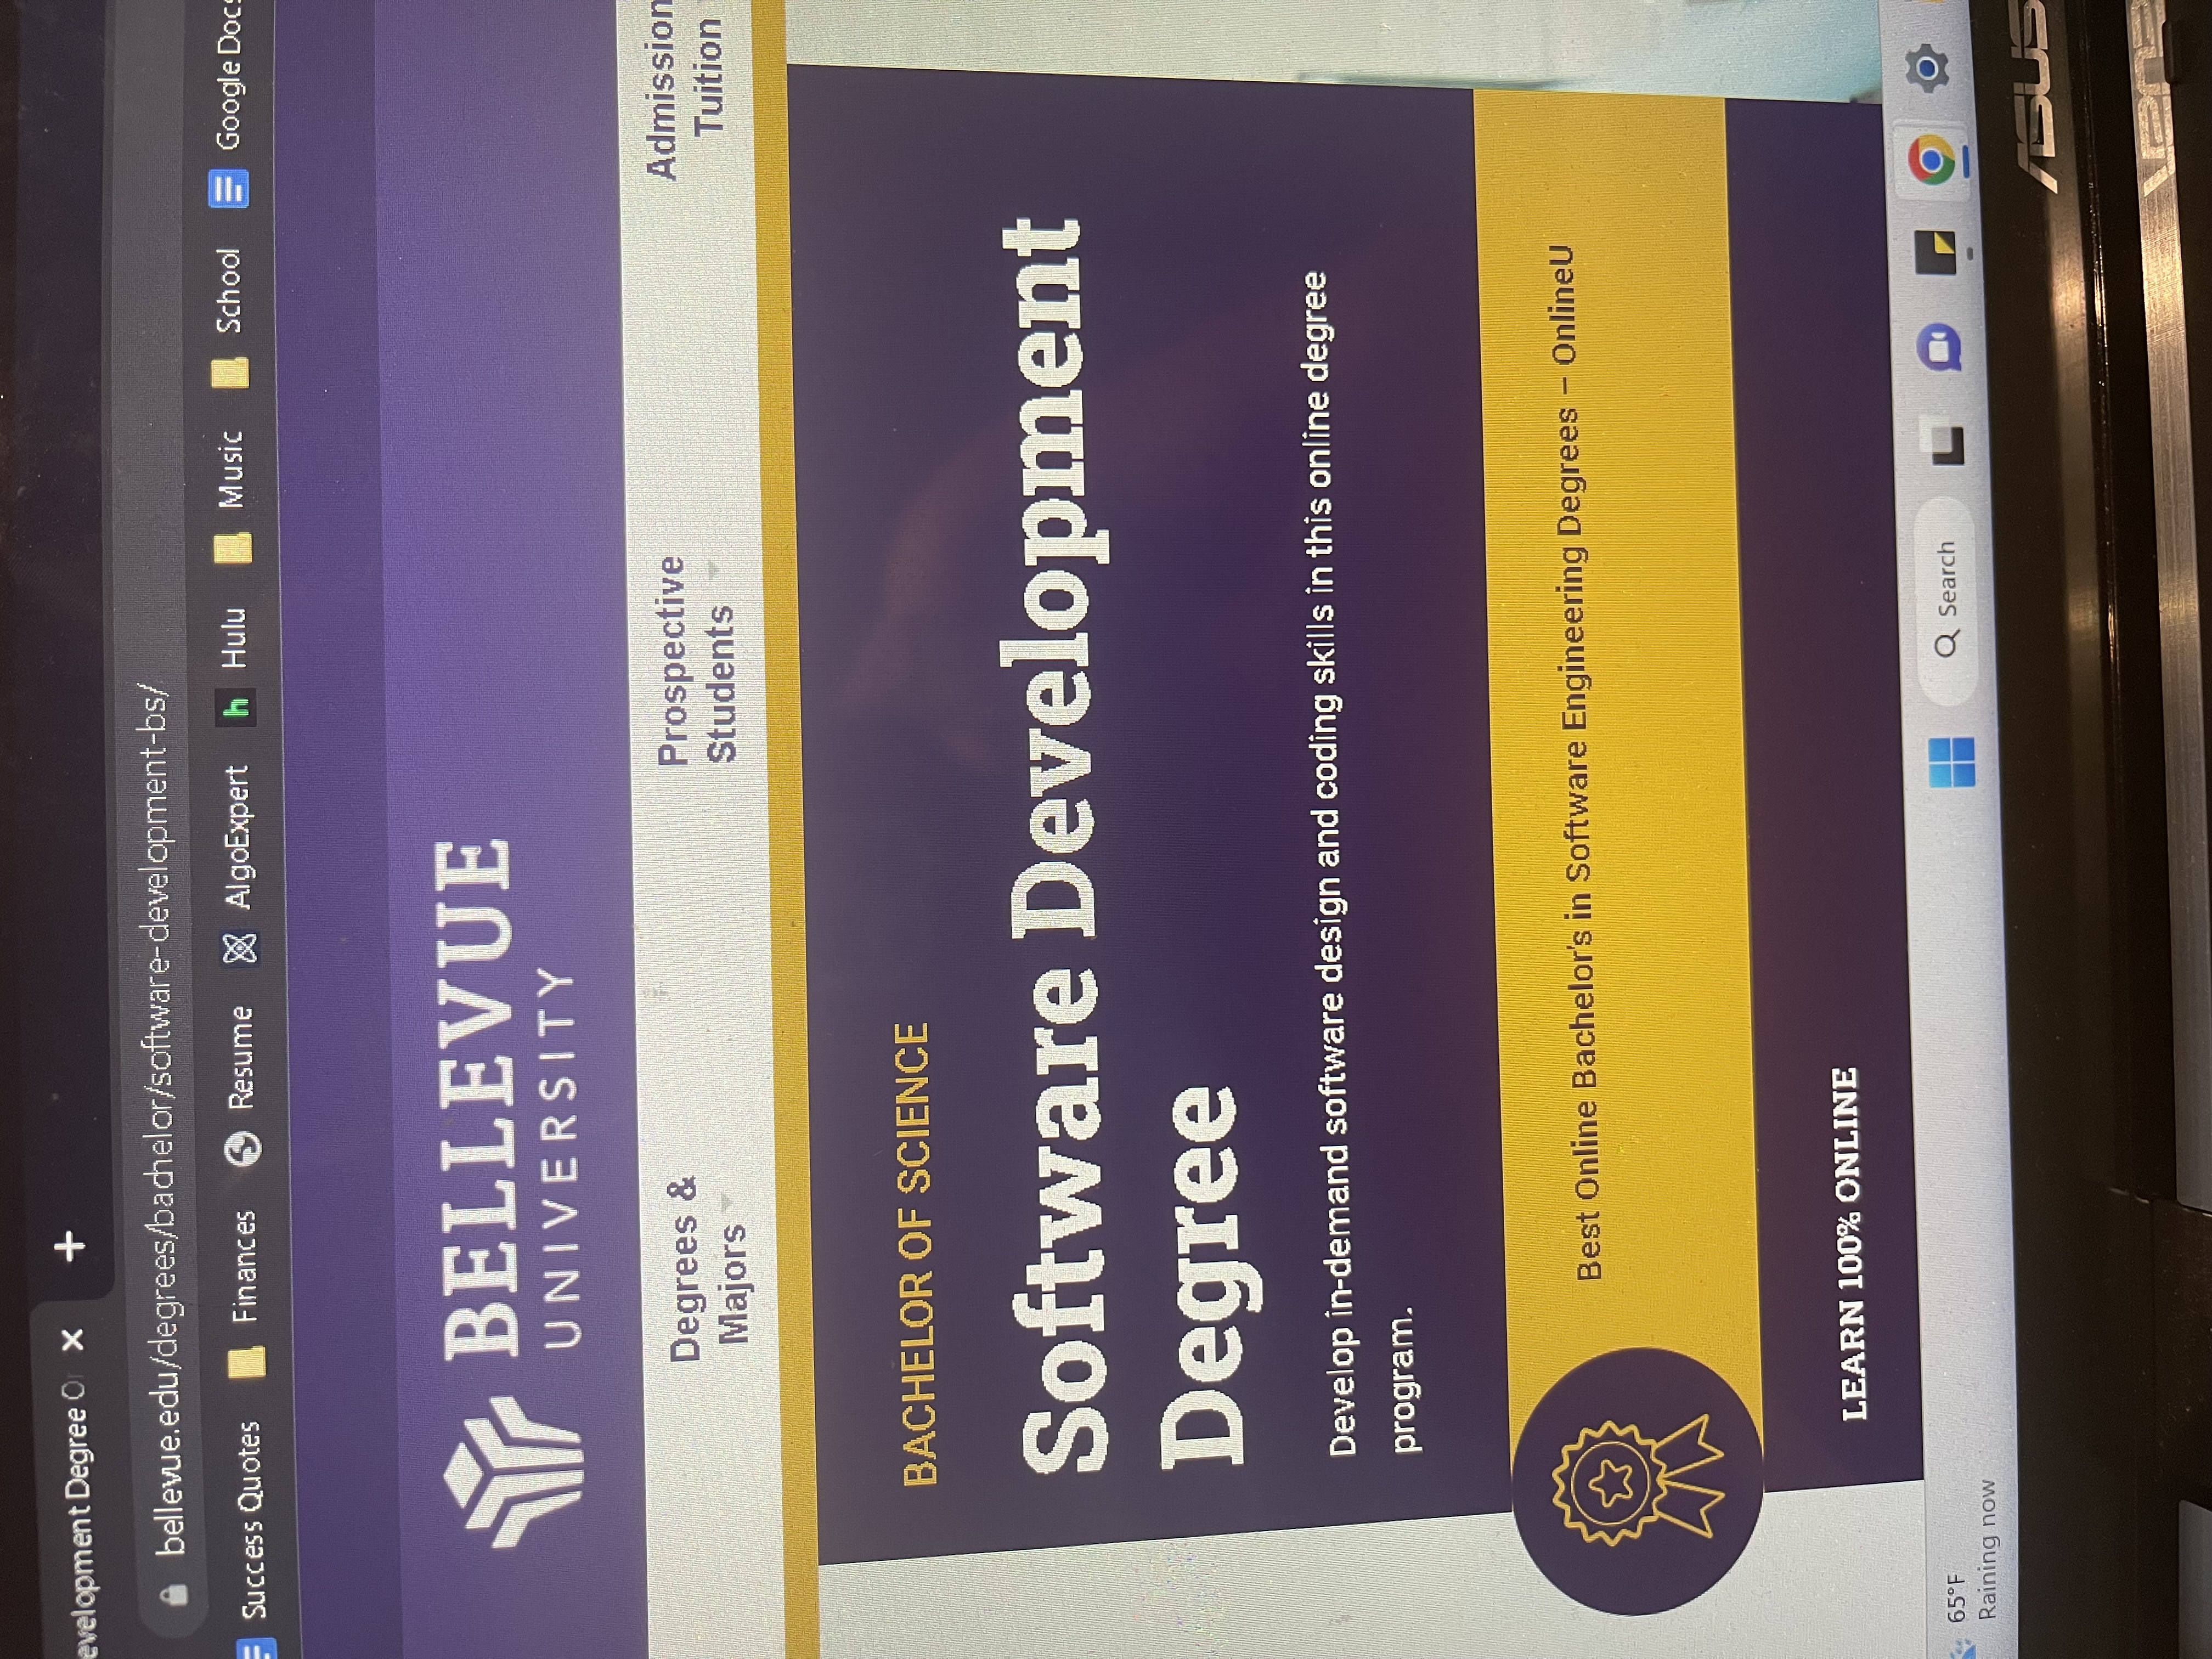 evelopment Degree O
bellevue.edu/degrees/bachelor/software-development-bs/
Success Quotes Finances Resume AlgoExpert h Hulu Music School Google Docs
BELLEVUE
UNIVERSITY
Degrees &
Majors
Prospective
Students
Admission
Tuition
BACHELOR OF SCIENCE
Software Development
Degree
Develop in-demand software design and coding skills in this online degree
program.
Best Online Bachelor's in Software Engineering Degrees – OnlineU
LEARN 100% ONLINE
65°F
Raining now
Search
ASUS